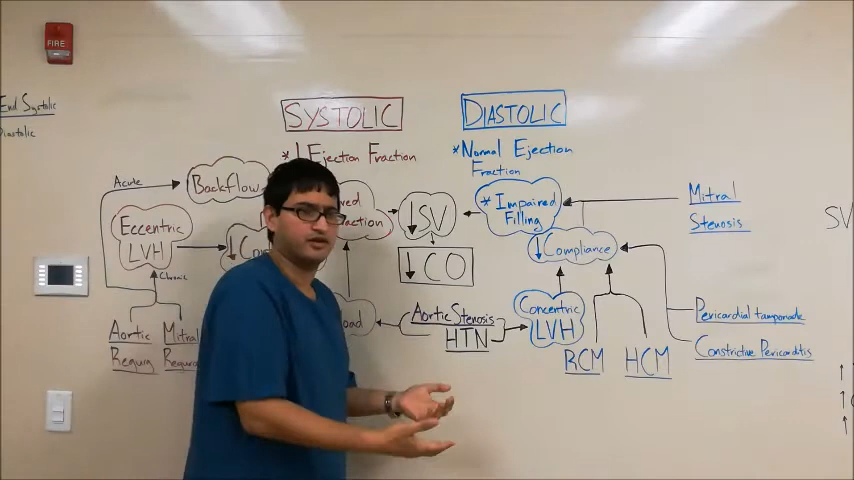 FIRE
End Systolic
Diastolic
SYSTOLIC
DIASTOLIC
* ↓ Ejection Fraction
*Normal Ejection
Fraction
Acute
Backflow
* Impaired
Filling
Mitral
Stenosis
↓SV
SV
Eccentric
LVH
↓
↓ Compliance
↓ CO
Chronic
Aortic
Regurg
Mitral
Regurg
Aortic Stenosis
HTN
Concentric
LVH
RCM
HCM
Pericardial tamponade
Constrictive Pericarditis
↑
↑
↑